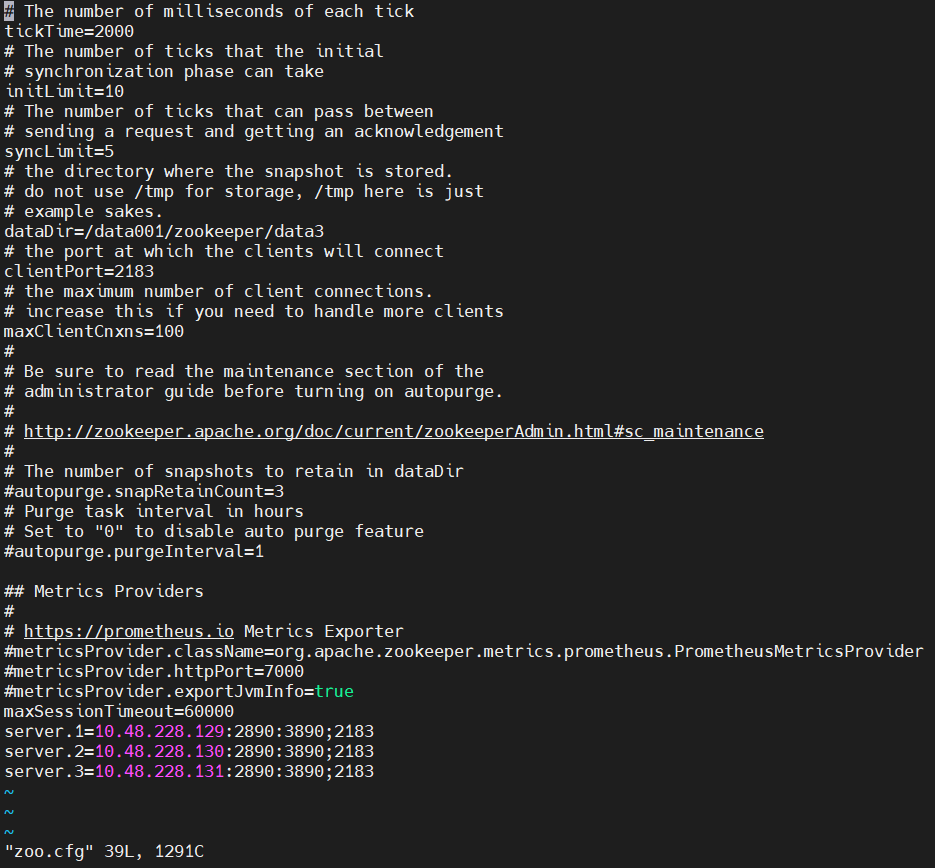 # The number of milliseconds of each tick
tickTime=2000
# The number of ticks that the initial
# synchronization phase can take
initLimit=10
# The number of ticks that can pass between
# sending a request and getting an acknowledgement
syncLimit=5
# the directory where the snapshot is stored.
# do not use /tmp for storage, /tmp here is just
# example sakes.
dataDir=/data001/zookeeper/data3
# the port at which the clients will connect
clientPort=2183
# the maximum number of client connections.
# increase this if you need to handle more clients
maxClientCnxns=100
#
# Be sure to read the maintenance section of the
# administrator guide before turning on autopurge.
#
# http://zookeeper.apache.org/doc/current/zookeeperAdmin.html#sc_maintenance
#
# The number of snapshots to retain in dataDir
#autopurge.snapRetainCount=3
# Purge task interval in hours
# Set to "0" to disable auto purge feature
#autopurge.purgeInterval=1

## Metrics Providers
#
# https://prometheus.io Metrics Exporter
#metricsProvider.className=org.apache.zookeeper.metrics.prometheus.PrometheusMetricsProvider
#metricsProvider.httpPort=7000
#metricsProvider.exportJvmInfo=true
maxSessionTimeout=60000
server.1=10.48.228.129:2890:3890;2183
server.2=10.48.228.130:2890:3890;2183
server.3=10.48.228.131:2890:3890;2183
~
~
~
"zoo.cfg" 39L, 1291C